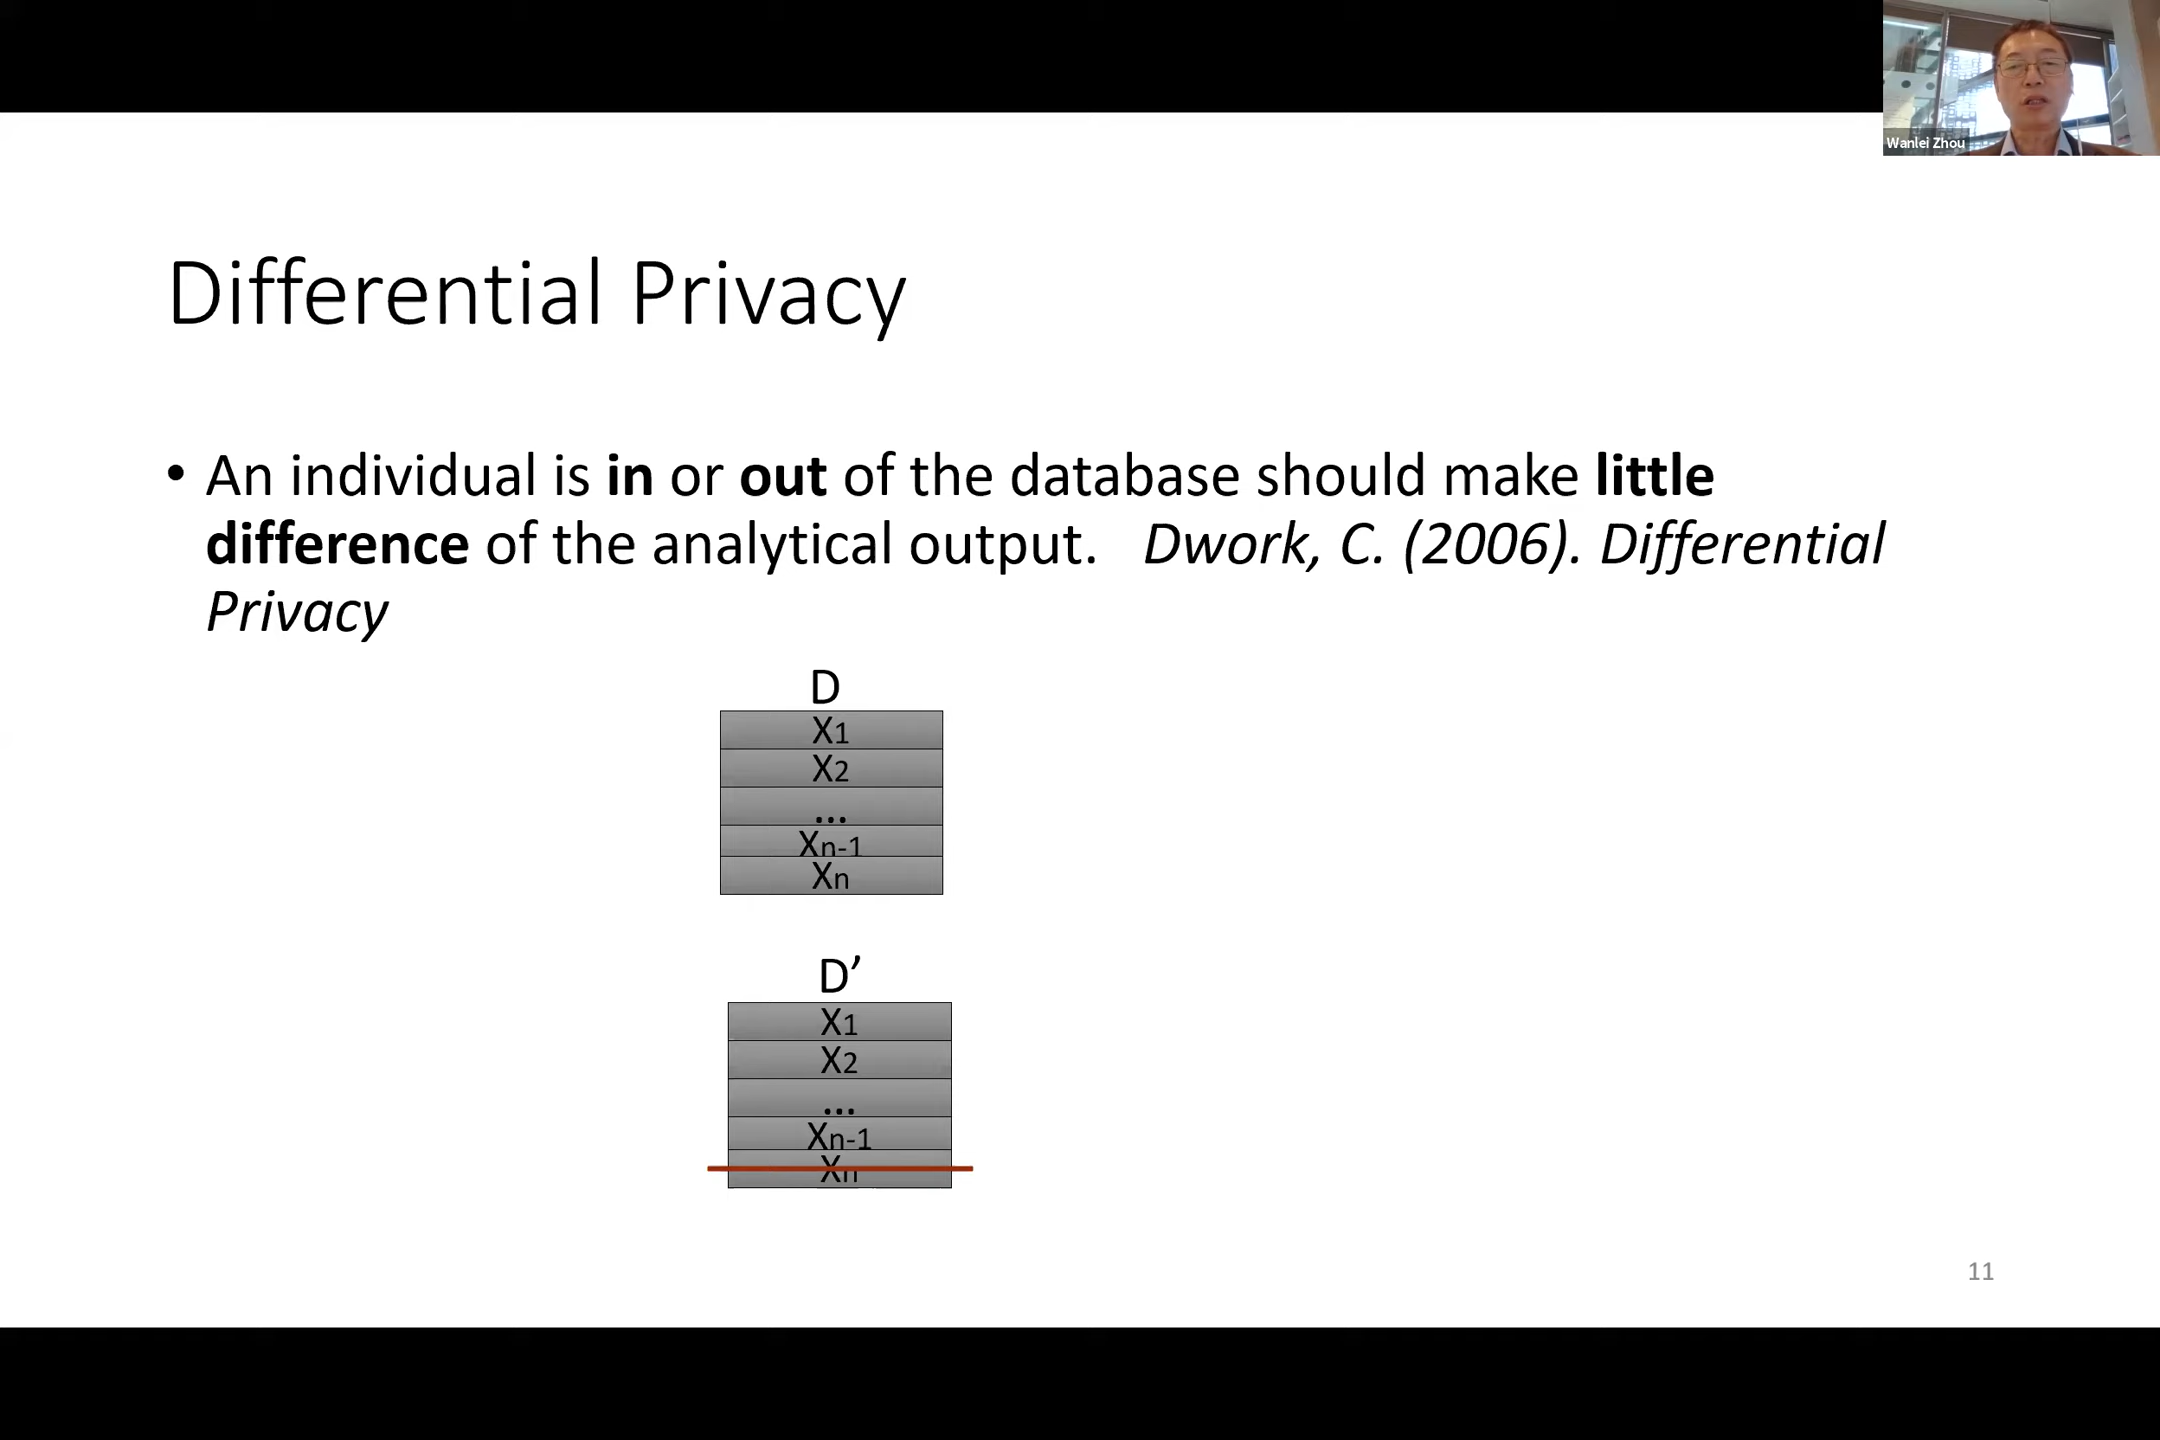 Wanlei Zhou
Differential Privacy
• An individual is in or out of the database should make little
difference of the analytical output. Dwork, C. (2006). Differential
Privacy
D
X1
X2
...
Xn-1
Xn
D’
X1
X2
...
Xn-1
Xn
11